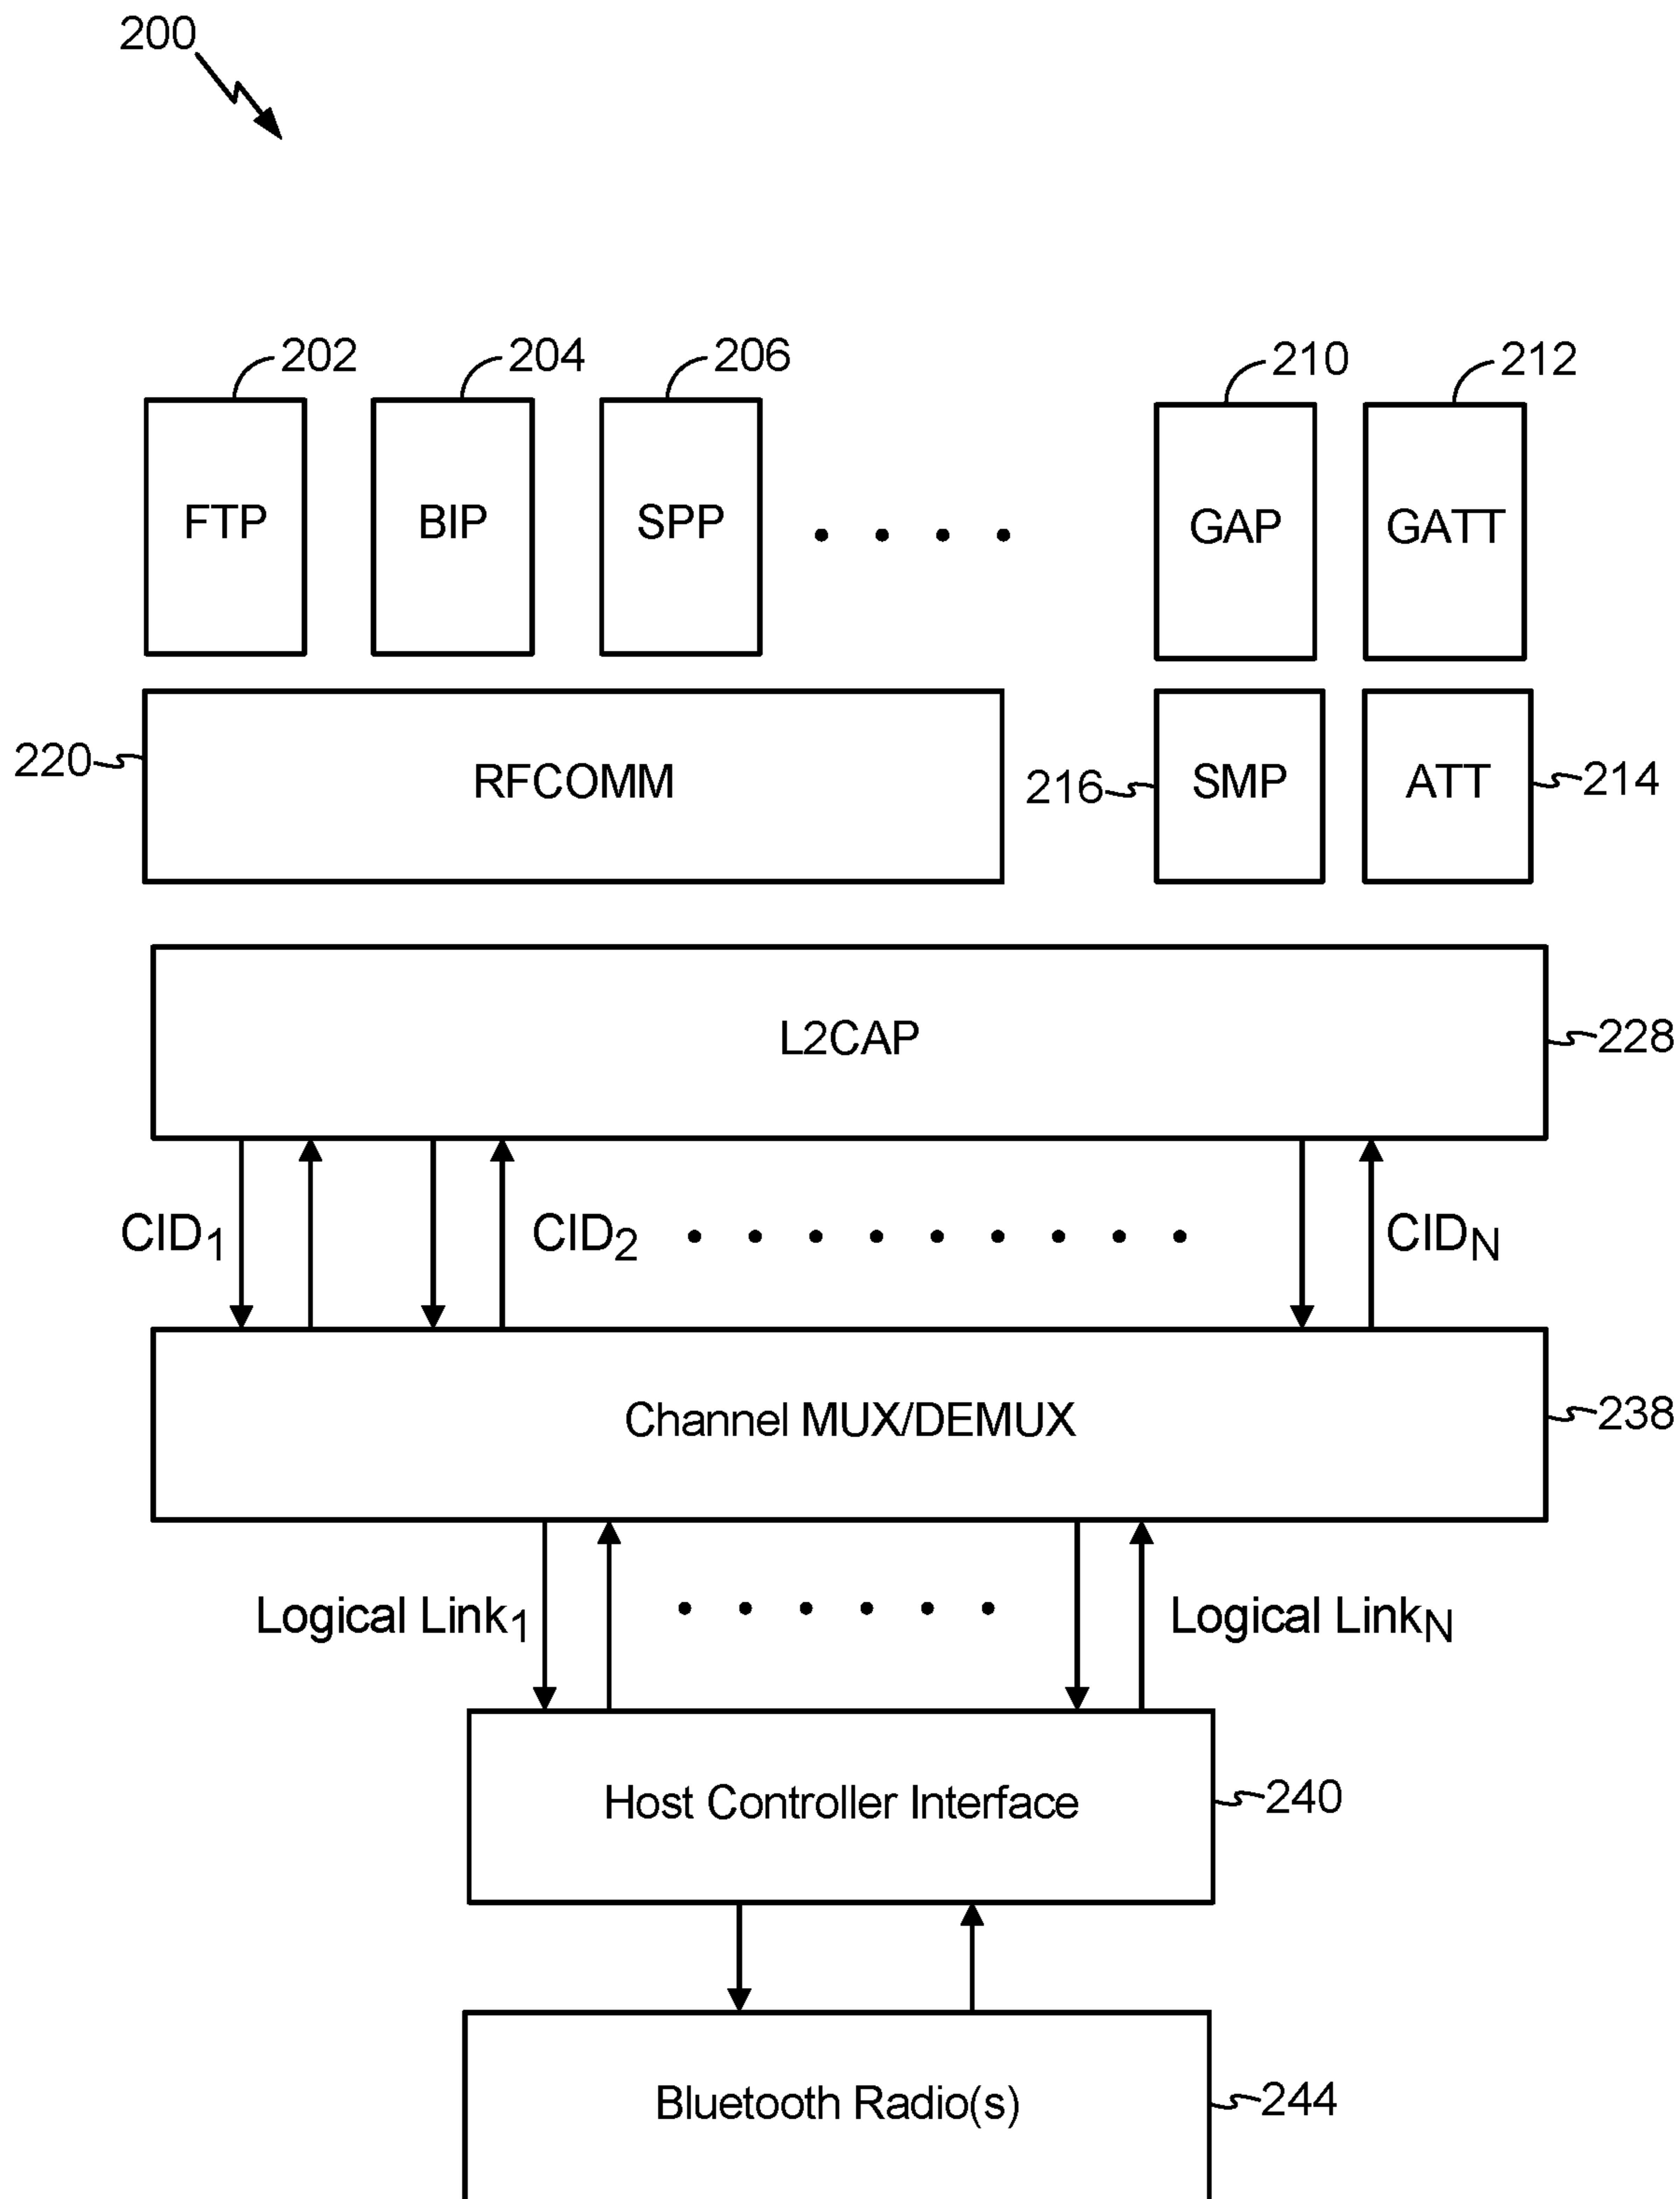 200
202 204 206 210 212
FTP BIP SPP GAP GATT
220 RFCOMM 216 SMP ATT 214
L2CAP 228
CID1 CID2 CIDN
Channel MUX/DEMUX 238
Logical Link1 Logical LinkN
Host Controller Interface 240
Bluetooth Radio(s) 244